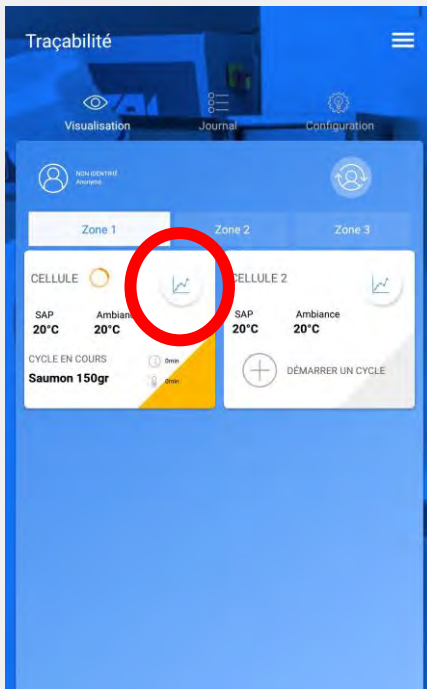 Traçabilité
Visualisation Journal Configuration
NON IDENTIFIÉ
Anonyme
Zone 1 Zone 2 Zone 3
CELLULE CELLULE 2
SAP Ambiance SAP Ambiance
20°C 20°C 20°C 20°C
CYCLE EN COURS 0min DÉMARRER UN CYCLE
Saumon 150gr 0min